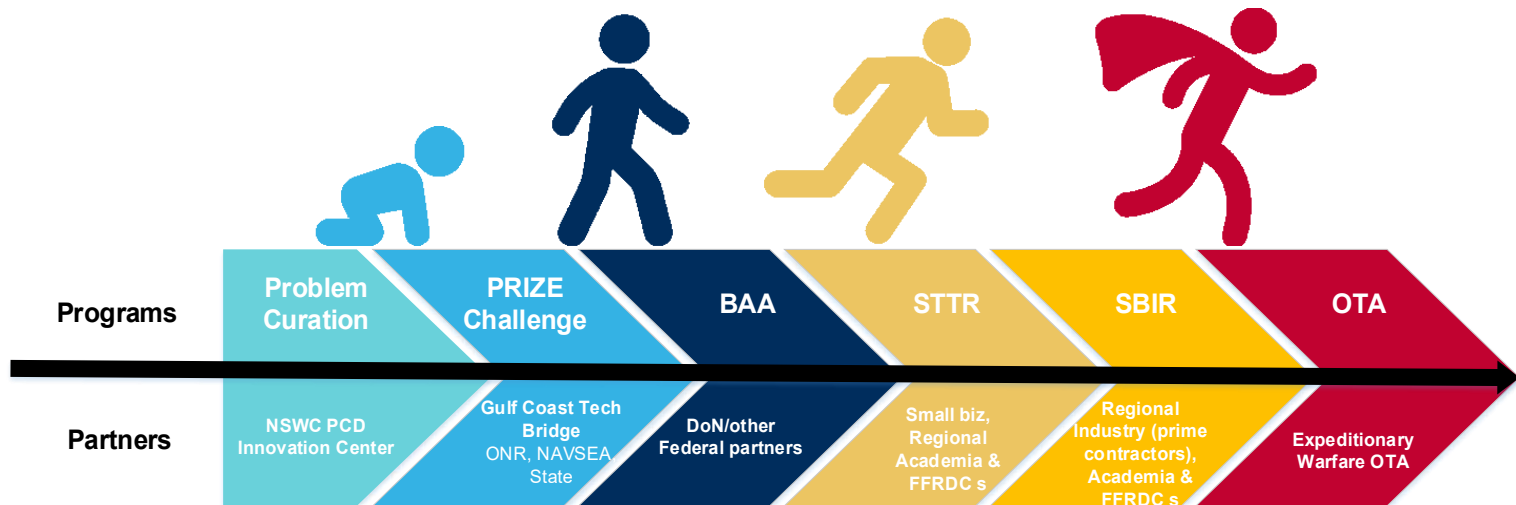 Programs
Problem
Curation
PRIZE
Challenge
BAA
STTR
SBIR
OTA
Partners
NSWC PCD
Innovation Center
Gulf Coast Tech
Bridge
ONR, NAVSEA,
State
DoN/other
Federal partners
Small biz,
Regional
Academia &
FFRDC s
Regional
Industry (prime
contractors),
Academia &
FFRDC s
Expeditionary
Warfare OTA